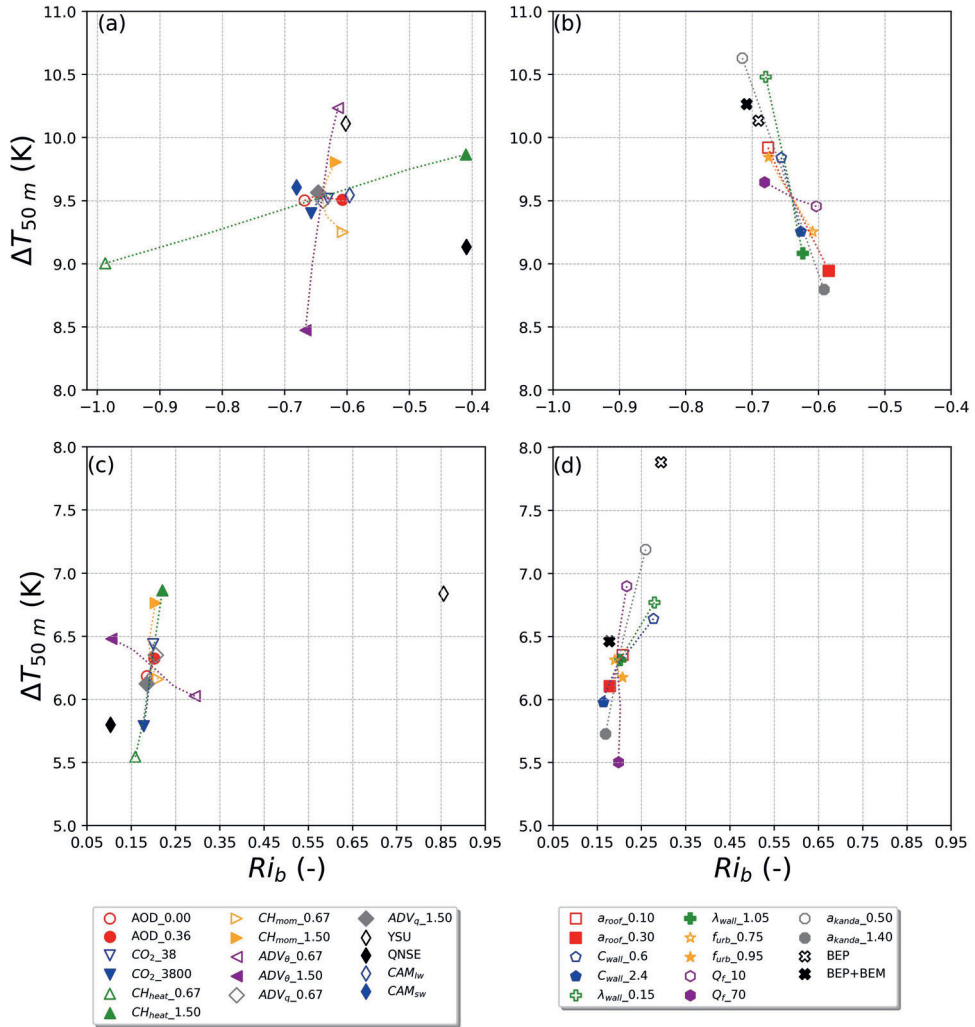 (a)
(b)
11.0
10.5
10.0
9.5
9.0
8.5
8.0
ΔT50 m (K)
−1.0 −0.9 −0.8 −0.7 −0.6 −0.5 −0.4
11.0
10.5
10.0
9.5
9.0
8.5
8.0
−1.0 −0.9 −0.8 −0.7 −0.6 −0.5 −0.4
(c)
(d)
8.0
7.5
7.0
6.5
6.0
5.5
5.0
ΔT50 m (K)
0.05 0.15 0.25 0.35 0.45 0.55 0.65 0.75 0.85 0.95
Rib (-)
8.0
7.5
7.0
6.5
6.0
5.5
5.0
0.05 0.15 0.25 0.35 0.45 0.55 0.65 0.75 0.85 0.95
Rib (-)
AOD_0.00
AOD_0.36
CO2_38
CO2_3800
CHheat_0.67
CHheat_1.50
CHmom_0.67
CHmom_1.50
ADVθ_0.67
ADVθ_1.50
ADVq_0.67
ADVq_1.50
YSU
QNSE
CAMlw
CAMsw
aroof_0.10
aroof_0.30
Cwall_0.6
Cwall_2.4
λwall_0.15
λwall_1.05
furb_0.75
furb_0.95
Qf_10
Qf_70
akanda_0.50
akanda_1.40
BEP
BEP+BEM